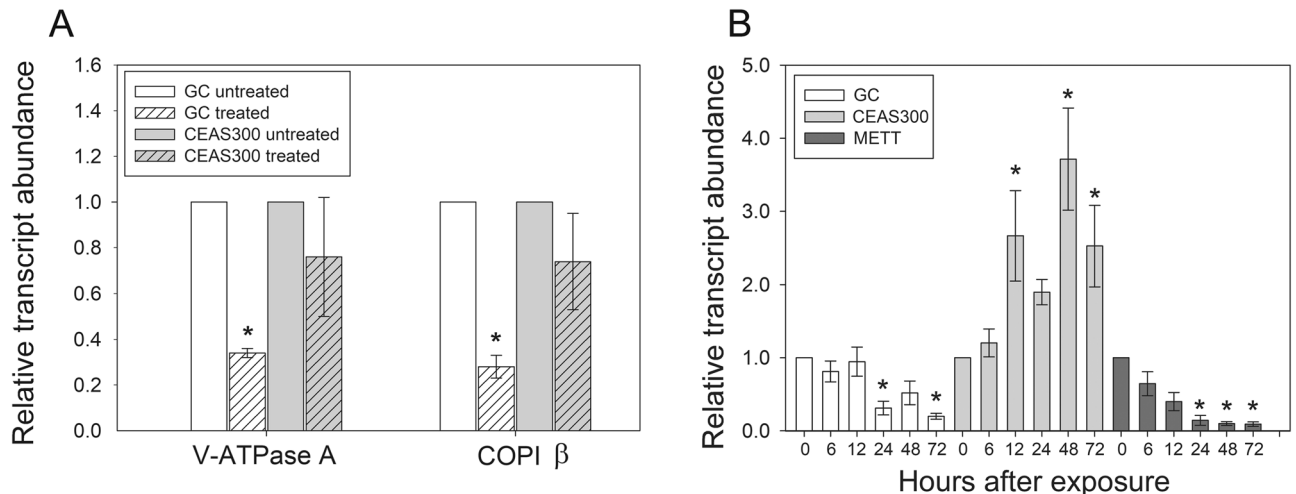 A
Relative transcript abundance
1.6
1.4
1.2
1.0
0.8
0.6
0.4
0.2
0.0
GC untreated
GC treated
CEAS300 untreated
CEAS300 treated
*
*
V-ATPase A
COPI β
B
Relative transcript abundance
5.0
4.0
3.0
2.0
1.0
0.0
GC
CEAS300
METT
* * * * * * * *
0 6 12 24 48 72 0 6 12 24 48 72 0 6 12 24 48 72
Hours after exposure